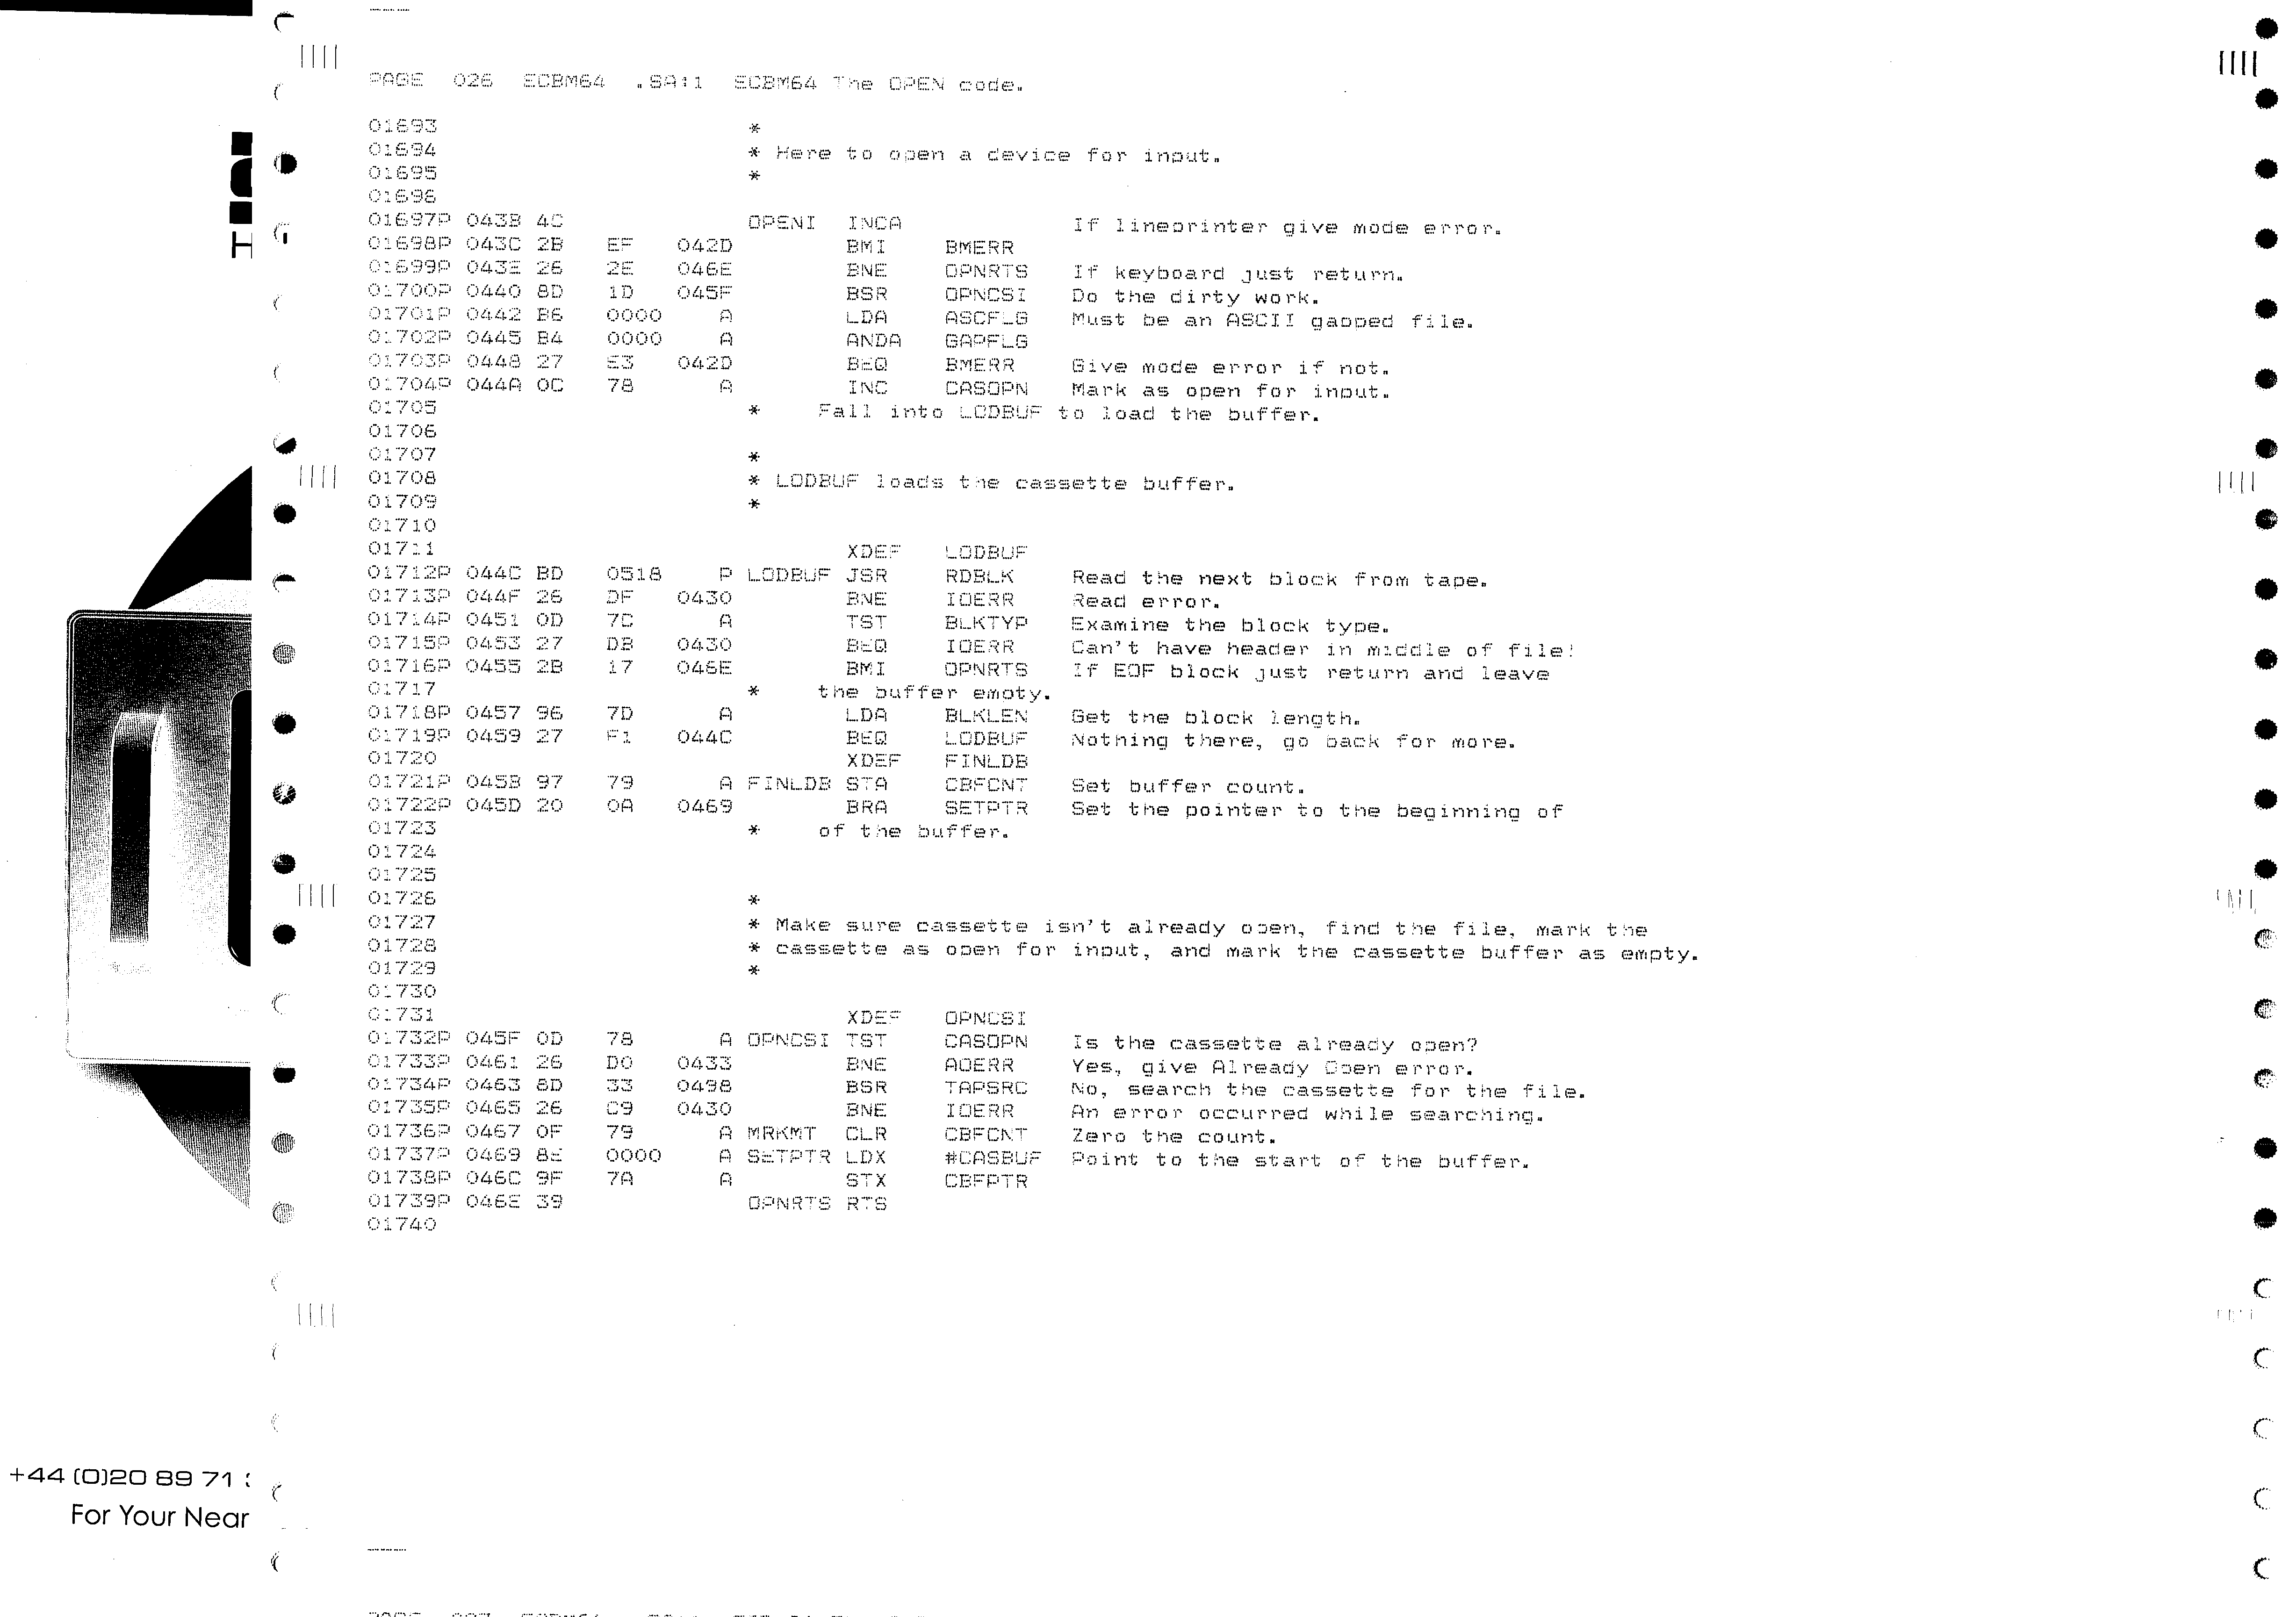 PAGE  026  ECBM64  .SA:1  ECBM64 The OPEN code.
01693 *
01694 * Here to open a device for input.
01695 *
01696
01697P 043B 4C OPENI INCA If lineprinter give mode error.
01698P 043C 2B EF 042D BMI BMERR
01699P 043E 26 2E 046E BNE OPNRTS If keyboard just return.
01700P 0440 8D 1D 045F BSR OPNCSI Do the dirty work.
01701P 0442 B6 0000 A LDA ASCFLG Must be an ASCII gapped file.
01702P 0445 B4 0000 A ANDA GAPFLG
01703P 0448 27 E3 042D BEQ BMERR Give mode error if not.
01704P 044A 0C 78 A INC CASOPN Mark as open for input.
01705 * Fall into LODBUF to load the buffer.
01706
01707 *
01708 * LODBUF loads the cassette buffer.
01709 *
01710
01711 XDEF LODBUF
01712P 044C BD 0518 P LODBUF JSR RDBLK Read the next block from tape.
01713P 044F 26 DF 0430 BNE IOERR Read error.
01714P 0451 0D 7C A TST BLKTYP Examine the block type.
01715P 0453 27 DB 0430 BEQ IOERR Can't have header in middle of file!
01716P 0455 2B 17 046E BMI OPNRTS If EOF block just return and leave
01717 * the buffer empty.
01718P 0457 96 7D A LDA BLKLEN Get the block length.
01719P 0459 27 F1 044C BEQ LODBUF Nothing there, go back for more.
01720 XDEF FINLDB
01721P 045B 97 79 A FINLDB STA CBFCNT Set buffer count.
01722P 045D 20 0A 0469 BRA SETPTR Set the pointer to the beginning of
01723 * of the buffer.
01724
01725
01726 *
01727 * Make sure cassette isn't already open, find the file, mark the
01728 * cassette as open for input, and mark the cassette buffer as empty.
01729 *
01730
01731 XDEF OPNCSI
01732P 045F 0D 78 A OPNCSI TST CASOPN Is the cassette already open?
01733P 0461 26 D0 0433 BNE AOERR Yes, give Already Open error.
01734P 0463 8D 33 0498 BSR TAPSRC No, search the cassette for the file.
01735P 0465 26 C9 0430 BNE IOERR An error occurred while searching.
01736P 0467 0F 79 A MRKMT CLR CBFCNT Zero the count.
01737P 0469 8E 0000 A SETPTR LDX #CASBUF Point to the start of the buffer.
01738P 046C 9F 7A A STX CBFPTR
01739P 046E 39 OPNRTS RTS
01740
+44 (0)20 89 71
For Your Near